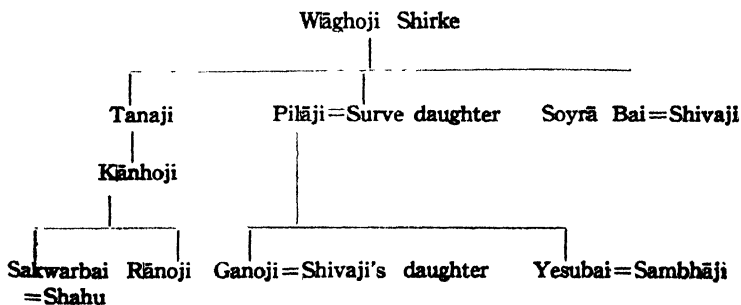 Wāghoji Shirke
Tanaji Pilāji=Surve daughter Soyrā Bai=Shivaji
Kānhoji
Sakwarbai Rānoji Ganoji=Shivaji's daughter Yesubai=Sambhāji
=Shahu